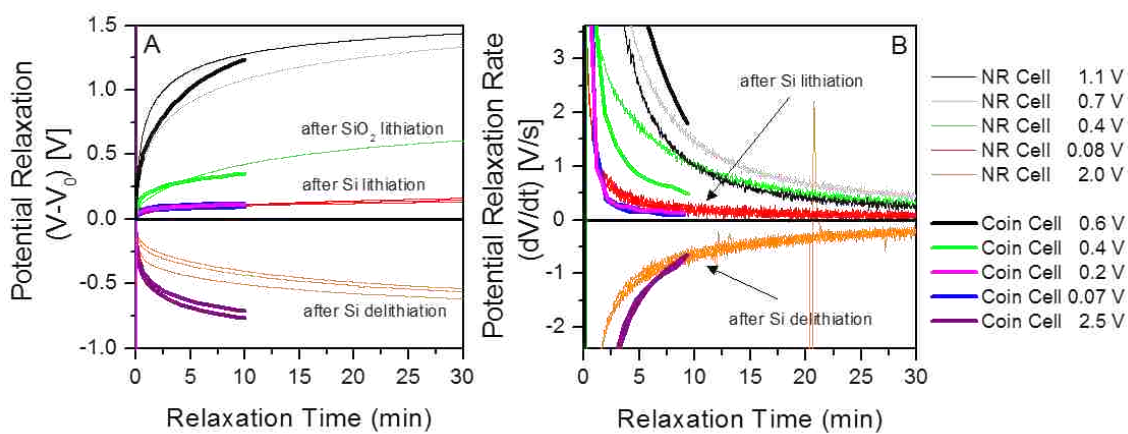 A
Potential Relaxation
(V-V0) [V]
1.5
1.0
0.5
0.0
-0.5
-1.0
after SiO2 lithiation
after Si lithiation
after Si delithiation
0 5 10 15 20 25 30
Relaxation Time (min)
B
Potential Relaxation Rate
(dV/dt) [V/s]
3
2
1
0
-1
-2
after Si lithiation
after Si delithiation
0 5 10 15 20 25 30
Relaxation Time (min)
NR Cell 1.1 V
NR Cell 0.7 V
NR Cell 0.4 V
NR Cell 0.08 V
NR Cell 2.0 V
Coin Cell 0.6 V
Coin Cell 0.4 V
Coin Cell 0.2 V
Coin Cell 0.07 V
Coin Cell 2.5 V